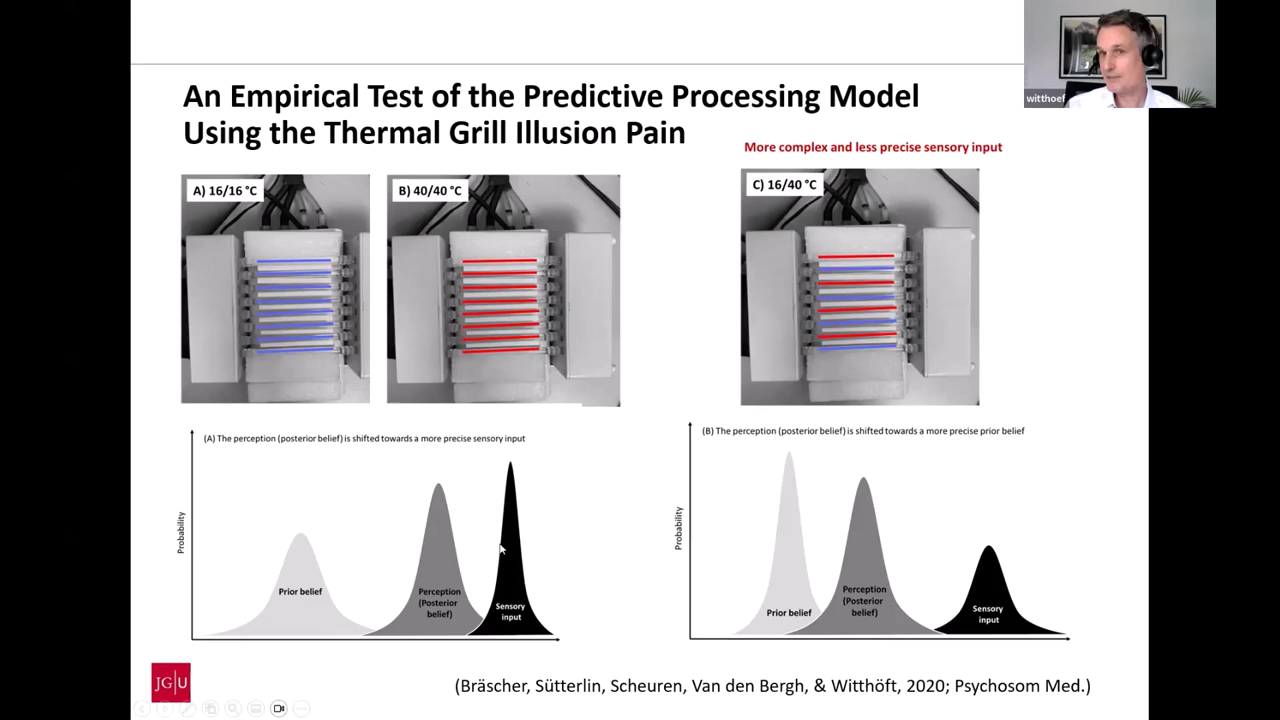 An Empirical Test of the Predictive Processing Model
Using the Thermal Grill Illusion Pain
witthoef
More complex and less precise sensory input
A) 16/16 °C
B) 40/40 °C
C) 16/40 °C
(A) The perception (posterior belief) is shifted towards a more precise sensory input
Probability
Prior belief
Perception
(Posterior
belief)
Sensory
input
(B) The perception (posterior belief) is shifted towards a more precise prior belief
Probability
Prior belief
Perception
(Posterior
belief)
Sensory
input
JG|U
(Bräscher, Sütterlin, Scheuren, Van den Bergh, & Witthöft, 2020; Psychosom Med.)